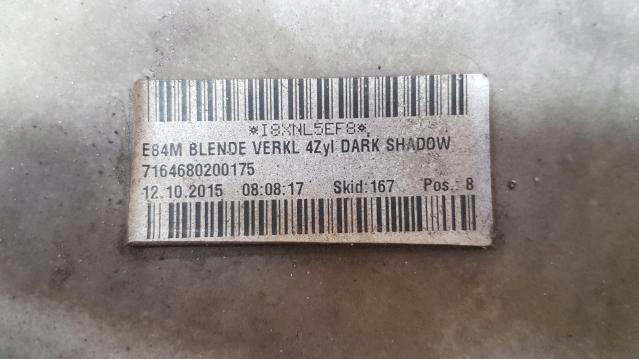 *I8XNL5EF8*
E84M BLENDE VERKL 4Zyl DARK SHADOW
7164680200175
12.10.2015 08:08:17 Skid:167 Pos.: 8